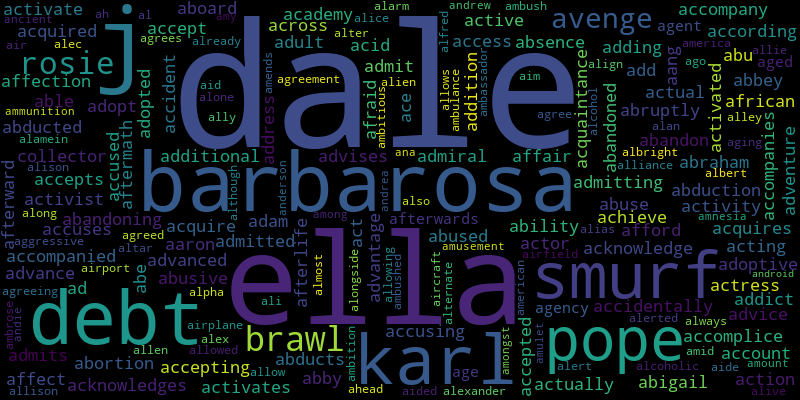 activate ah al aboard academy alice alarm andrew ambush accompany
ancient acquired amy accept across alter active avenge agent according
air alec agrees already adult acid access absence adding america allie
rosie j dale admit ambassador align add aang ago abu aged
affection adopted accident aid amends agreement alien allows ambulance aim actual abbey
able adopt alone address afraid ambitious ace addition acquaintance alcohol abandoned activated african
ammunition ally agree abruptly alley
abducted accused aftermath alan abandon aging
alamein additional ana admiral affair albright
collector alison barbarosa advises alliance abraham albert accompanies adventure
accepts although anderson andrea admitting abduction
activist also abuse activity
afterward along abandoning acquire adam among afterwards ability achieve amnesia
accuses agreed abused actor alias afford acquires
aggressive altar aaron admitted afterlife act advantage amusement acknowledge acting
accompanied advanced ella almost alongside allowing ambushed aircraft alternate airfield adoptive
advance airport abe abusive american smurf android
agreeing ad alpha ali agency accidentally actress addict
debt airplane alerted always advice
ambrose andie alex brawl accusing amongst accepted amulet pope accomplice
admits abortion allen allowed abducts ambition karl alert amid account
affect accepting allow abby age actually alcoholic aide amount
allison acknowledges activates ahead aided alexander abigail action alive